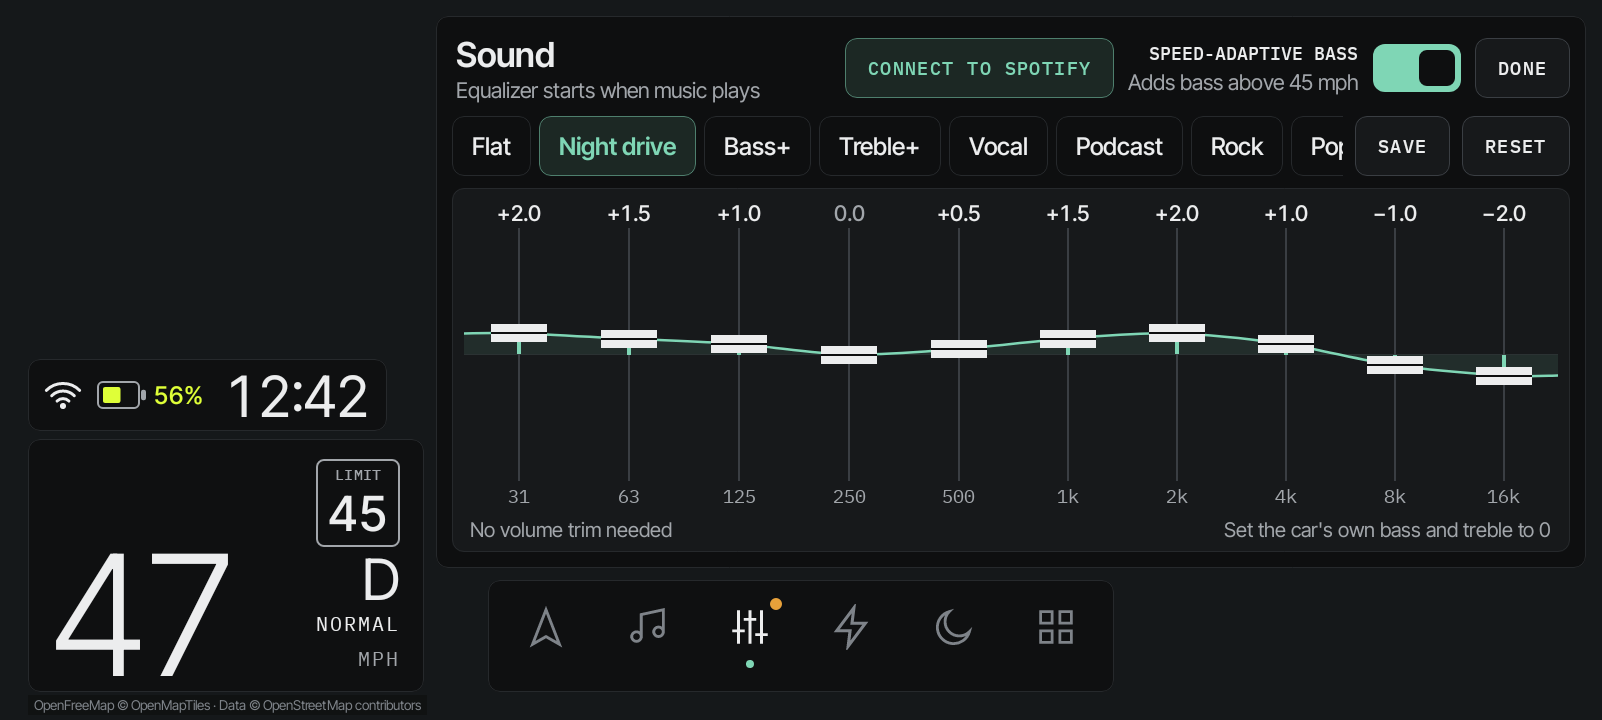 Sound
Equalizer starts when music plays
CONNECT TO SPOTIFY
SPEED-ADAPTIVE BASS
Adds bass above 45 mph
DONE
Flat
Night drive
Bass+
Treble+
Vocal
Podcast
Rock
Pop
SAVE
RESET
+2.0 +1.5 +1.0 0.0 +0.5 +1.5 +2.0 +1.0 −1.0 −2.0
31 63 125 250 500 1k 2k 4k 8k 16k
No volume trim needed
Set the car's own bass and treble to 0
56%
12:42
LIMIT
45
47
D
NORMAL
MPH
OpenFreeMap © OpenMapTiles · Data © OpenStreetMap contributors